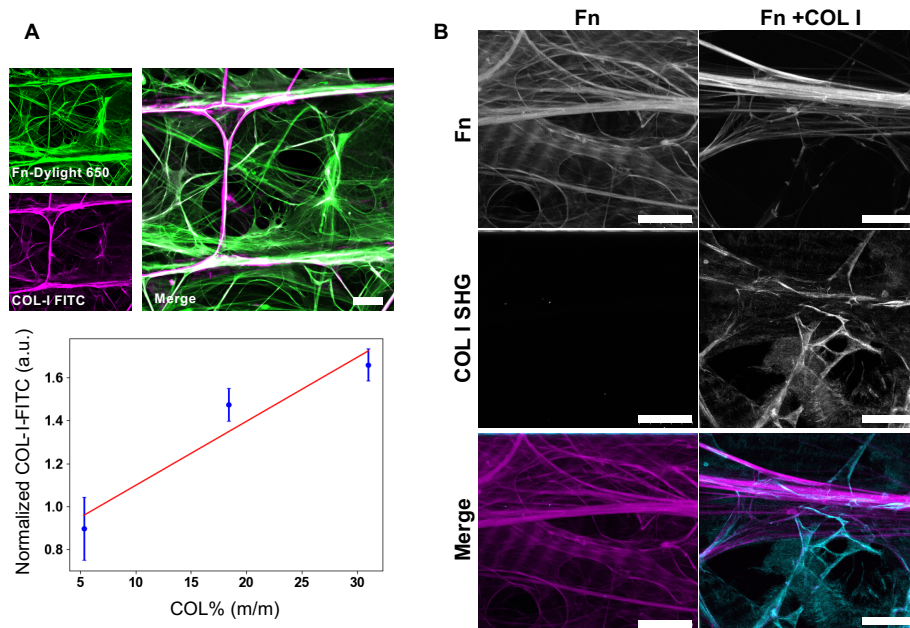 A
Fn-Dylight 650
COL-I FITC
Merge
Normalized COL-I-FITC (a.u.)
1.6
1.4
1.2
1.0
0.8
5
10
15
20
25
30
COL% (m/m)
B
Fn
Fn +COL I
Fn
COL I SHG
Merge